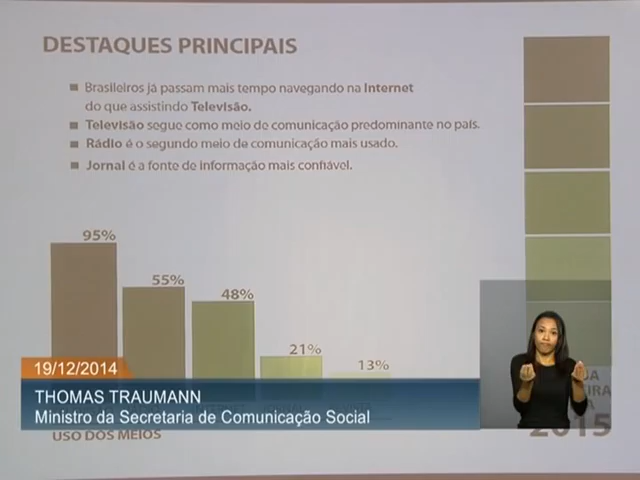 DESTAQUES PRINCIPAIS
Brasileiros já passam mais tempo navegando na Internet
do que assistindo Televisão.
Televisão segue como meio de comunicação predominante no país.
Rádio é o segundo meio de comunicação mais usado.
Jornal é a fonte de informação mais confiável.
95%
55%
48%
21%
13%
19/12/2014
THOMAS TRAUMANN
Ministro da Secretaria de Comunicação Social
USO DOS MEIOS
2015